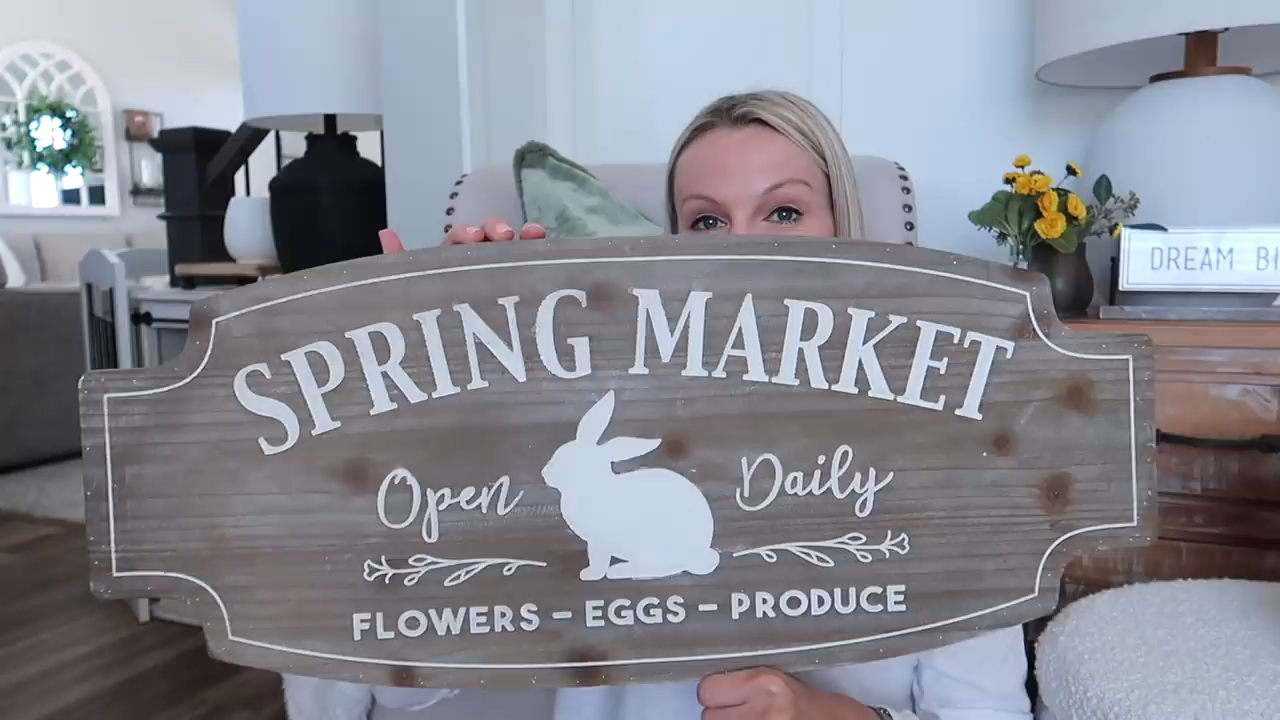 SPRING MARKET
Open Daily
FLOWERS – EGGS – PRODUCE
DREAM